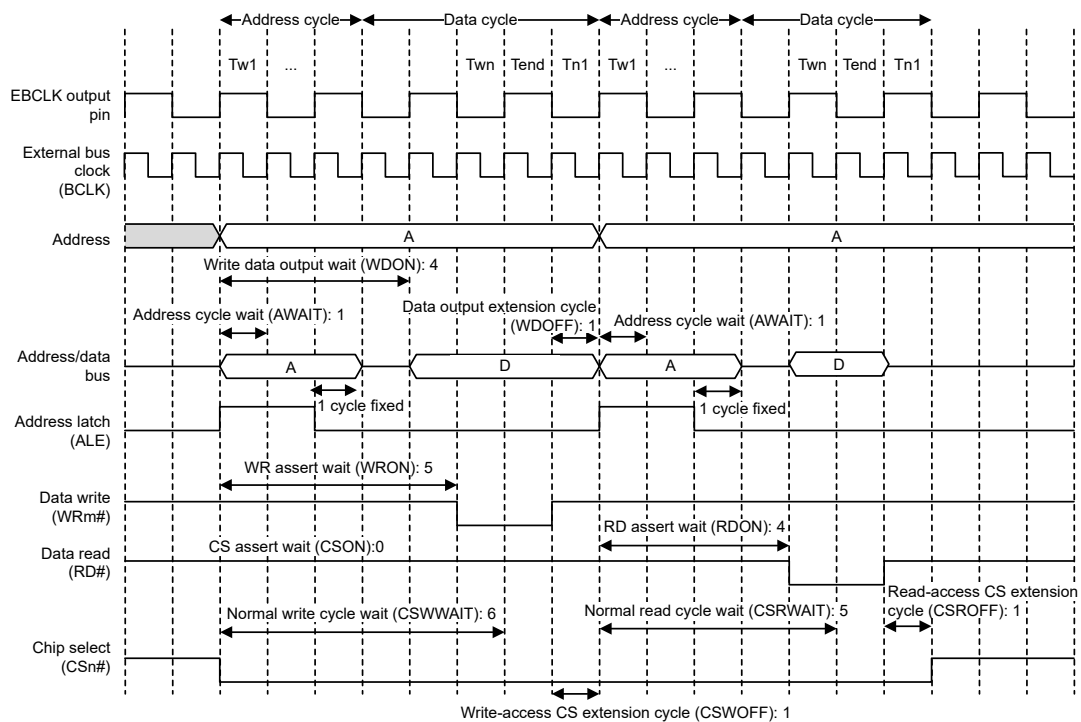 Address cycle Data cycle Address cycle Data cycle
Tw1 ... Twn Tend Tn1 Tw1 ... Twn Tend Tn1
EBCLK output
pin
External bus
clock
(BCLK)
Address
A A
Write data output wait (WDON): 4
Data output extension cycle
(WDOFF): 1
Address cycle wait (AWAIT): 1
Address cycle wait (AWAIT): 1
Address/data
bus
A D A D
1 cycle fixed
1 cycle fixed
Address latch
(ALE)
WR assert wait (WRON): 5
Data write
(WRm#)
RD assert wait (RDON): 4
CS assert wait (CSON):0
Data read
(RD#)
Read-access CS extension
cycle (CSROFF): 1
Normal write cycle wait (CSWWAIT): 6
Normal read cycle wait (CSRWAIT): 5
Chip select
(CSn#)
Write-access CS extension cycle (CSWOFF): 1